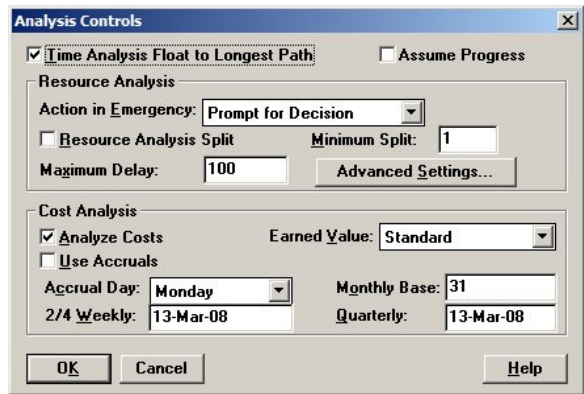 Analysis Controls
Time Analysis Float to Longest Path Assume Progress
Resource Analysis
Action in Emergency: Prompt for Decision
Resource Analysis Split Minimum Split: 1
Maximum Delay: 100 Advanced Settings...
Cost Analysis
Analyze Costs Earned Value: Standard
Use Accruals
Accrual Day: Monday Monthly Base: 31
2/4 Weekly: 13-Mar-08 Quarterly: 13-Mar-08
OK Cancel Help